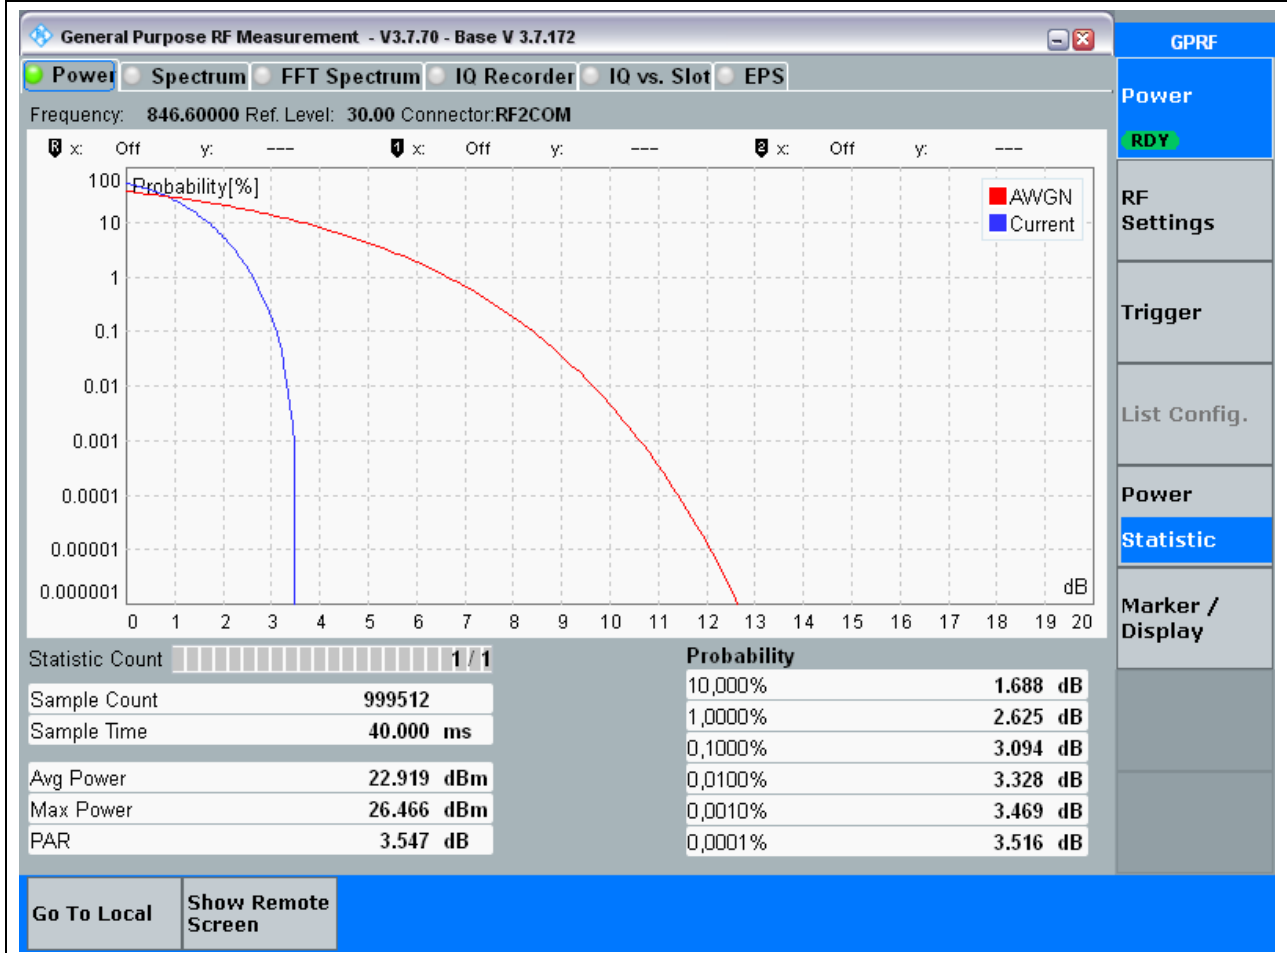 General Purpose RF Measurement - V3.7.70 - Base V 3.7.172
GPRF
Power Spectrum FFT Spectrum IQ Recorder IQ vs. Slot EPS
Frequency: 846.60000 Ref. Level: 30.00 Connector:RF2COM
R x: Off y: --- 1 x: Off y: --- 2 x: Off y: ---
Probability[%]
AWGN
Current
100
10
1
0.1
0.01
0.001
0.0001
0.00001
0.000001
dB
0 1 2 3 4 5 6 7 8 9 10 11 12 13 14 15 16 17 18 19 20
Statistic Count 1 / 1
Sample Count 999512
Sample Time 40.000 ms
Avg Power 22.919 dBm
Max Power 26.466 dBm
PAR 3.547 dB
Probability
10,000% 1.688 dB
1,0000% 2.625 dB
0,1000% 3.094 dB
0,0100% 3.328 dB
0,0010% 3.469 dB
0,0001% 3.516 dB
Power
RDY
RF
Settings
Trigger
List Config.
Power
Statistic
Marker /
Display
Go To Local
Show Remote
Screen